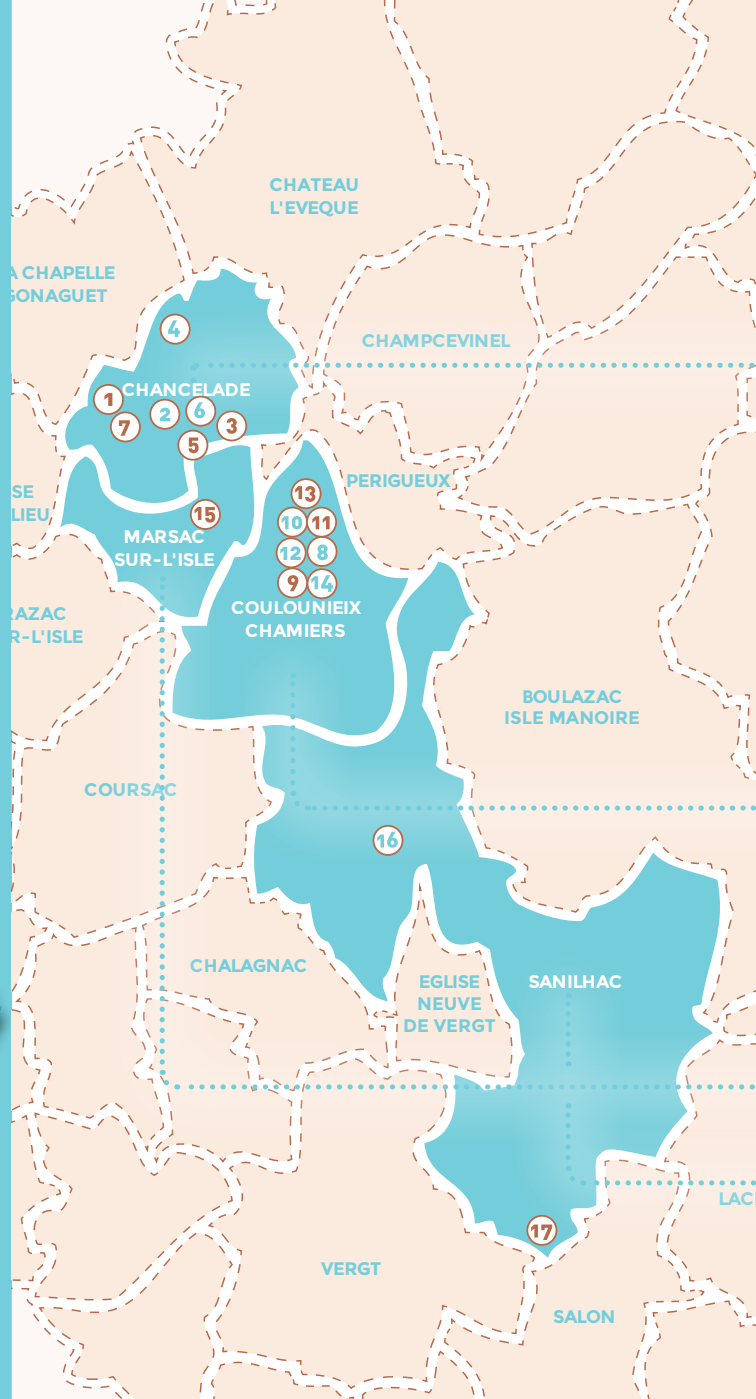 CHATEAU
L'EVEQUE
A CHAPELLE
GONAGUET
4
CHAMPCEVINEL
CHANCELADE
1
2
6
7
3
5
PERIGUEUX
SE
LIEU
13
15
10
11
MARSAC
SUR-L'ISLE
12
8
9
14
COULOUNIEIX
CHAMIERS
RAZAC
R-L'ISLE
BOULAZAC
ISLE MANOIRE
COURSAC
16
CHALAGNAC
EGLISE
NEUVE
DE VERGT
SANILHAC
LAC
17
VERGT
SALON